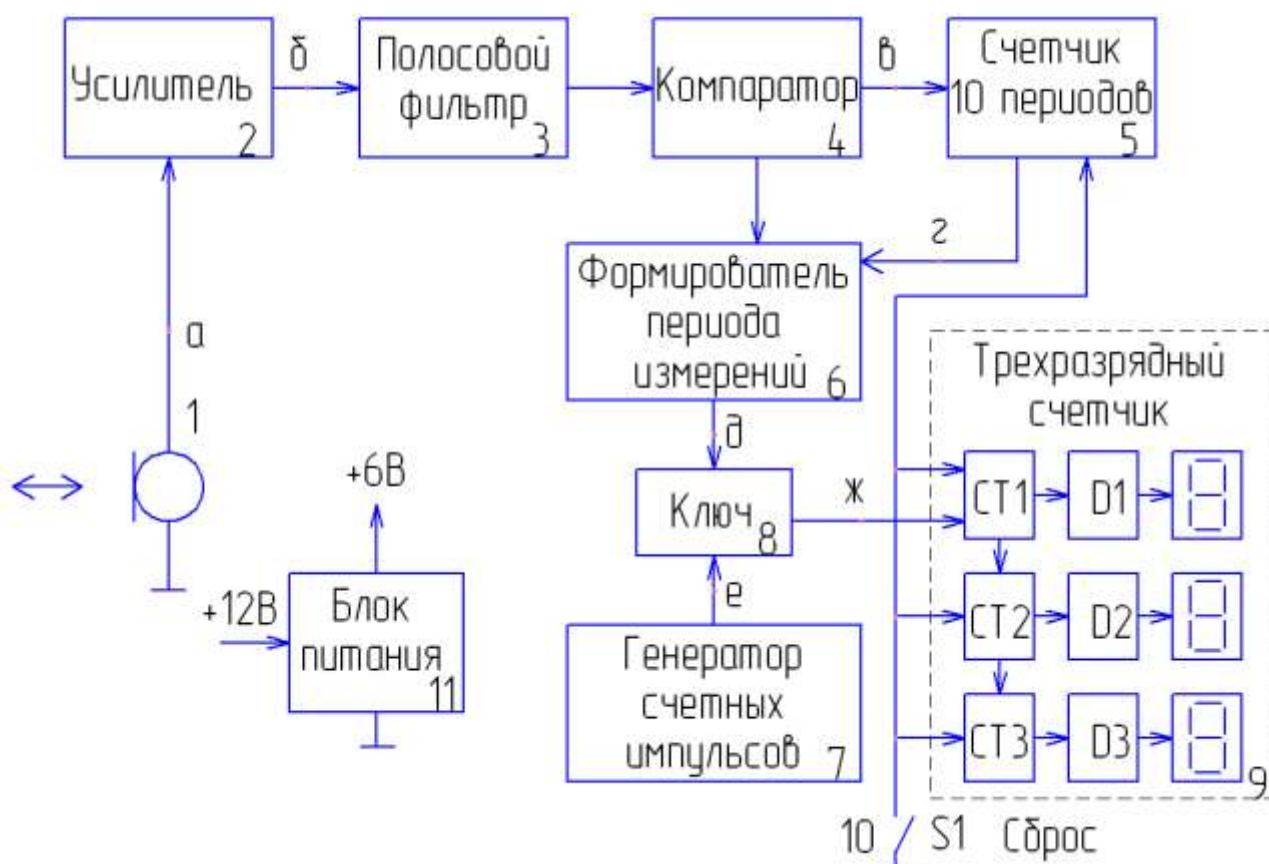 Усилитель
2
б
Полосовой
фильтр
3
Компаратор
4
в
Счетчик
10 периодов
5
г
Формирователь
периода
измерений
6
а
1
+6В
+12В
Блок
питания
11
д
Ключ
8
ж
е
Генератор
счетных
импульсов
7
Трехразрядный
счетчик
СТ1
D1
СТ2
D2
СТ3
D3
9
10
S1 Сброс